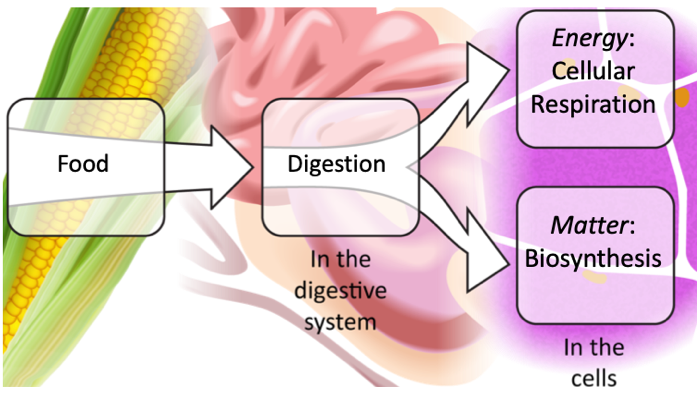 Food
Digestion
In the
digestive
system
Energy:
Cellular
Respiration
Matter:
Biosynthesis
In the
cells